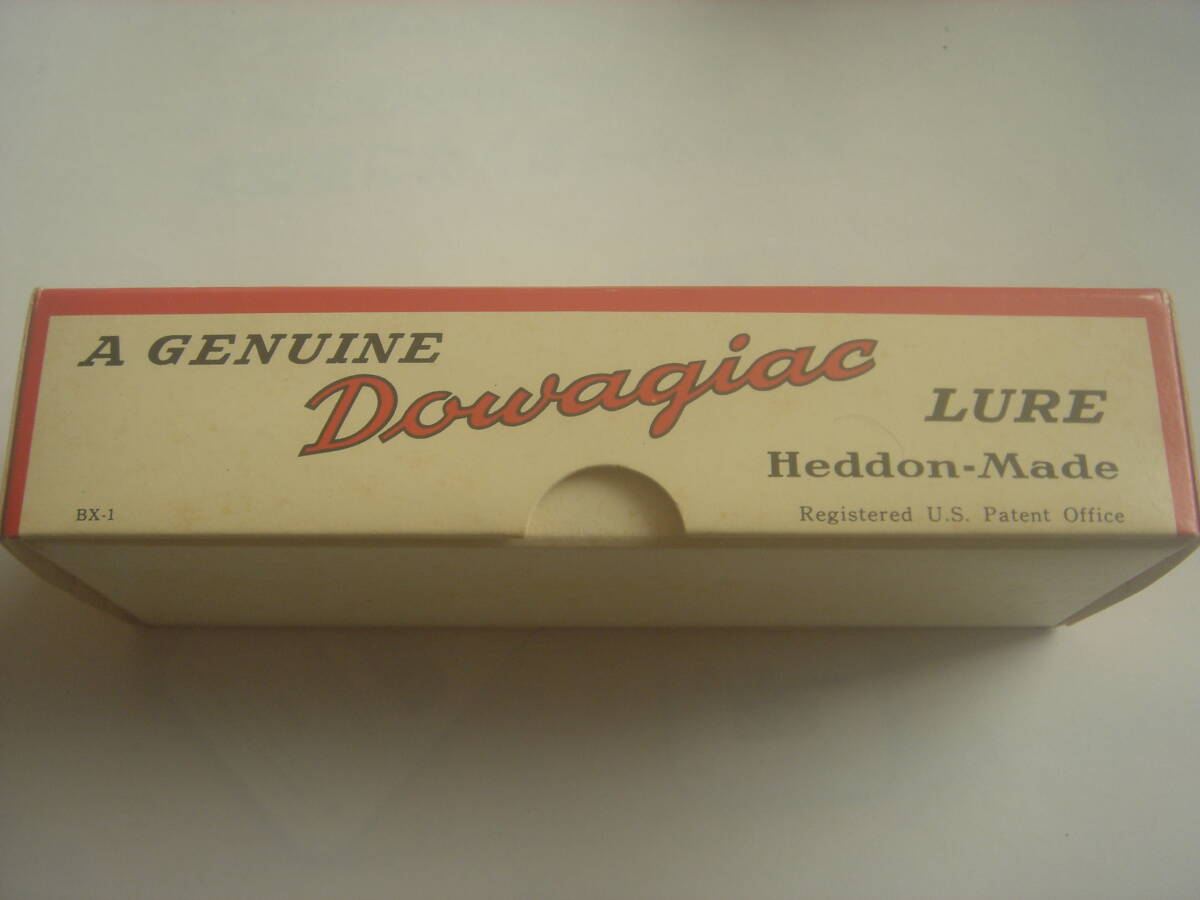 A GENUINE
Dowagiac
LURE
Heddon-Made
BX-1
Registered U.S. Patent Office